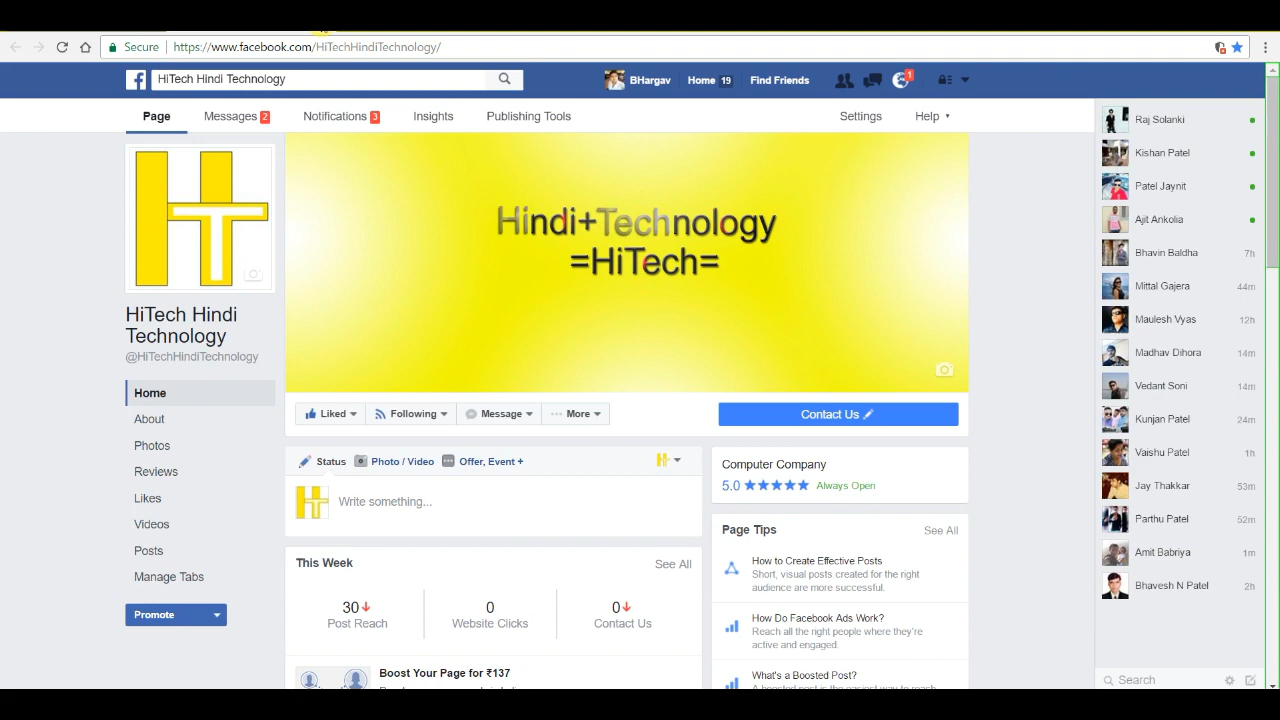 Secure https://www.facebook.com/HiTechHindiTechnology/
HiTech Hindi Technology
BHargav Home 19 Find Friends 1
Page Messages 2 Notifications 3 Insights Publishing Tools Settings Help
HT
Hindi+Technology
=HiTech=
HiTech Hindi
Technology
@HiTechHindiTechnology
Home
About
Photos
Reviews
Likes
Videos
Posts
Manage Tabs
Promote
Liked Following Message More Contact Us
Status Photo / Video Offer, Event +
Write something...
This Week See All
30 0 0
Post Reach Website Clicks Contact Us
Boost Your Page for ₹137
Computer Company
5.0 Always Open
Page Tips See All
How to Create Effective Posts
Short, visual posts created for the right
audience are more successful.
How Do Facebook Ads Work?
Reach all the right people where they're
active and engaged.
What's a Boosted Post?
Raj Solanki
Kishan Patel
Patel Jaynit
Ajit Ankolia
Bhavin Baldha 7h
Mittal Gajera 44m
Maulesh Vyas 12h
Madhav Dihora 14m
Vedant Soni 14m
Kunjan Patel 24m
Vaishu Patel 1h
Jay Thakkar 53m
Parthu Patel 52m
Amit Babriya 1m
Bhavesh N Patel 2h
Search